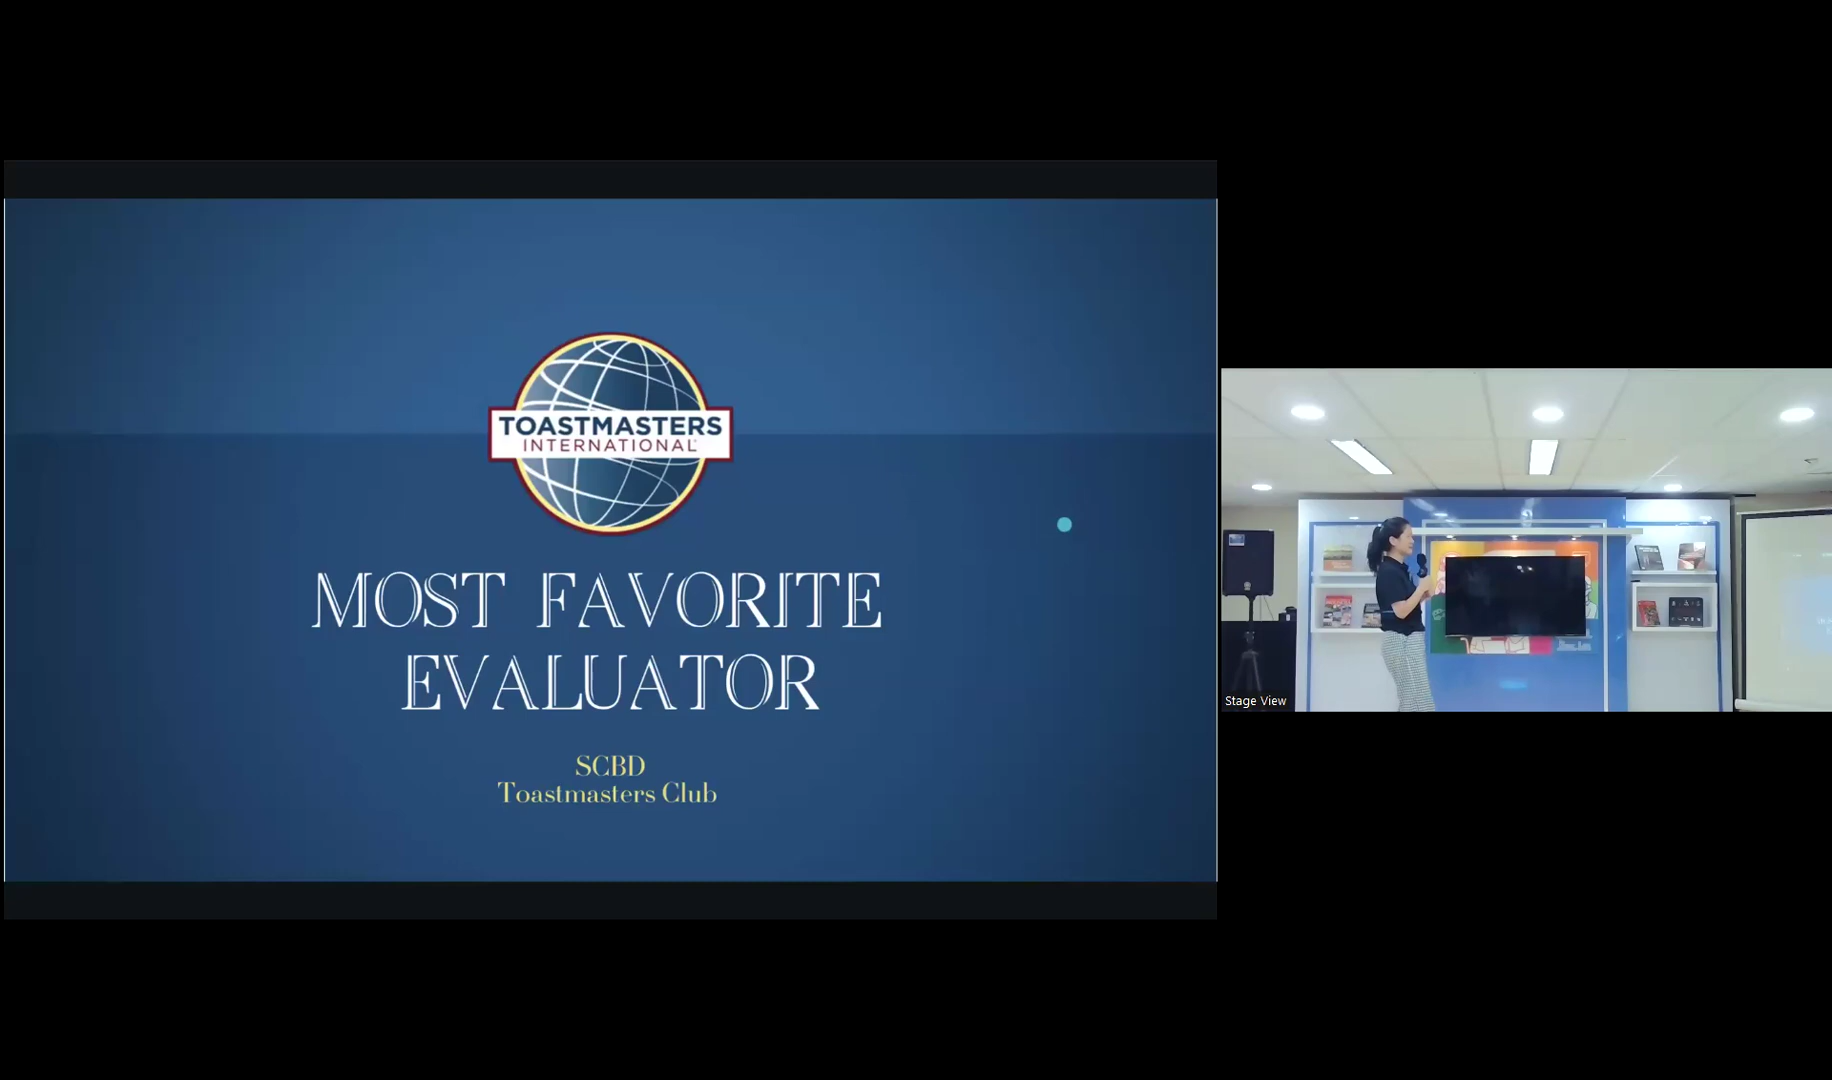 TOASTMASTERS
INTERNATIONAL
MOST FAVORITE
EVALUATOR
SCBD
Toastmasters Club
Stage View